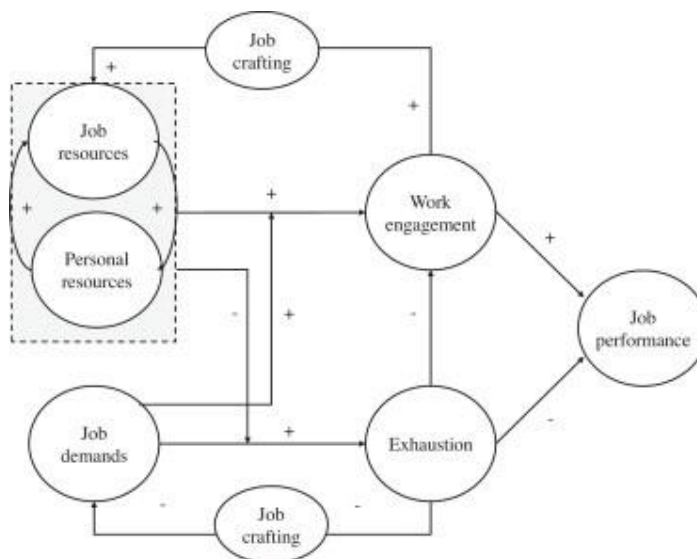 Job
crafting
+
+
Job
resources
+
+
+
Work
engagement
Personal
resources
+
-
+
-
Job
performance
Job
demands
+
Exhaustion
-
-
-
Job
crafting